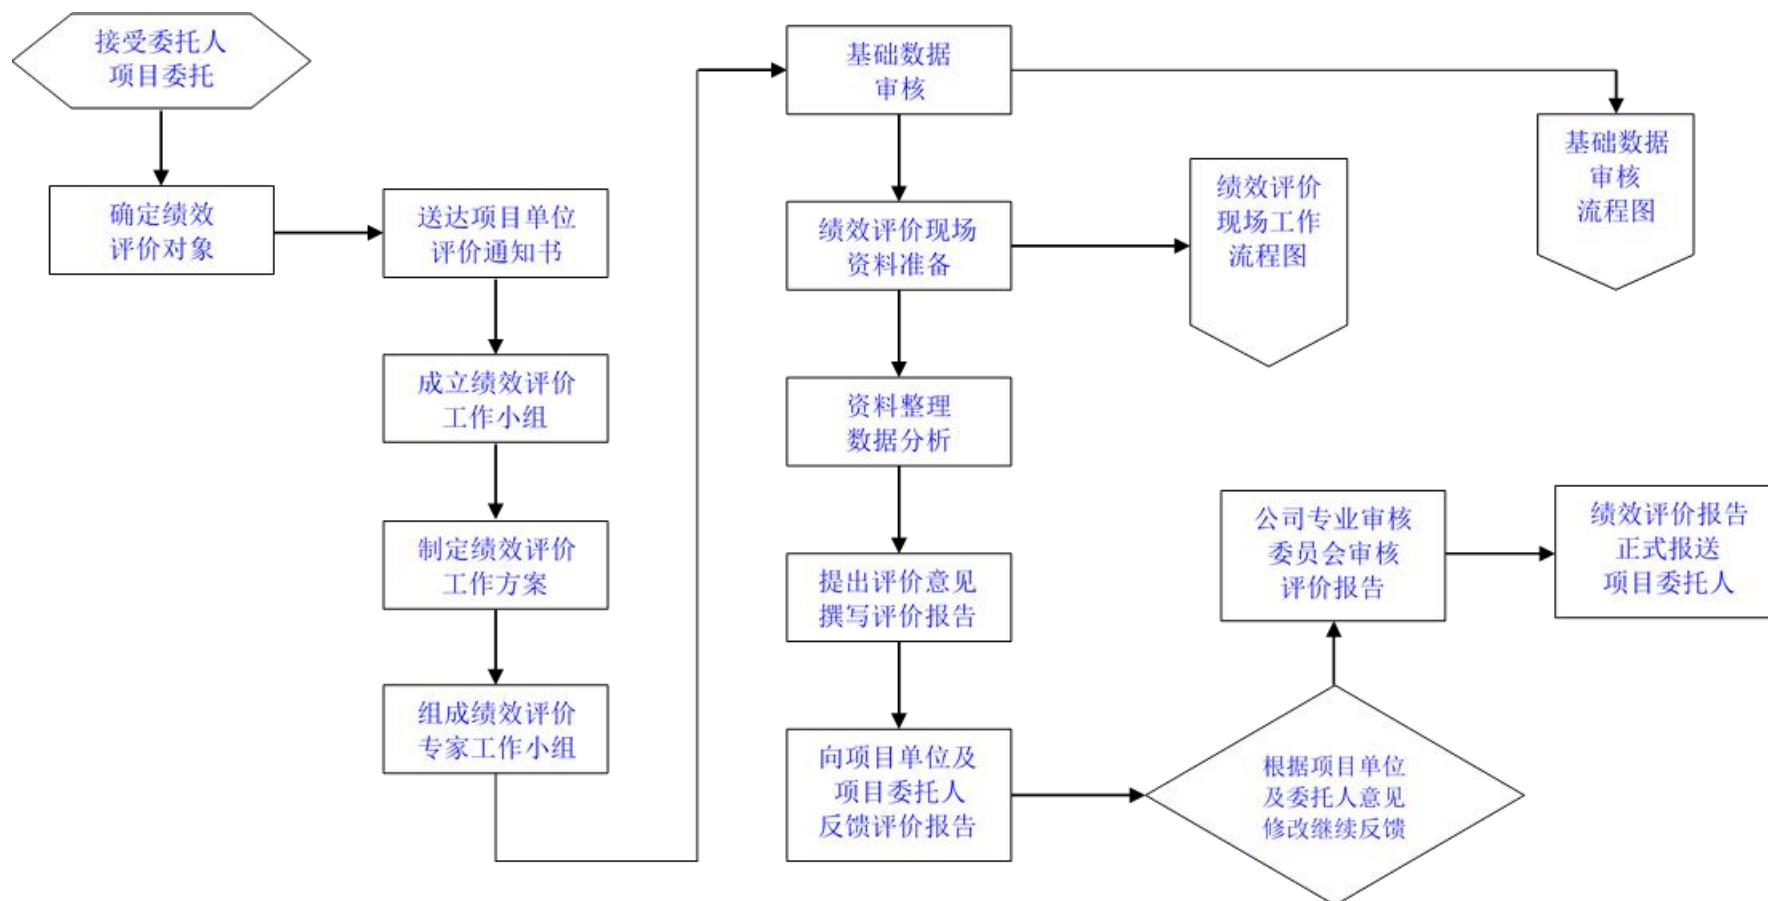 接受委托人
项目委托
确定绩效
评价对象
送达项目单位
评价通知书
成立绩效评价
工作小组
制定绩效评价
工作方案
组成绩效评价
专家工作小组
基础数据
审核
绩效评价现场
资料准备
资料整理
数据分析
提出评价意见
撰写评价报告
向项目单位及
项目委托人
反馈评价报告
绩效评价
现场工作
流程图
基础数据
审核
流程图
根据项目单位
及委托人意见
修改继续反馈
公司专业审核
委员会审核
评价报告
绩效评价报告
正式报送
项目委托人